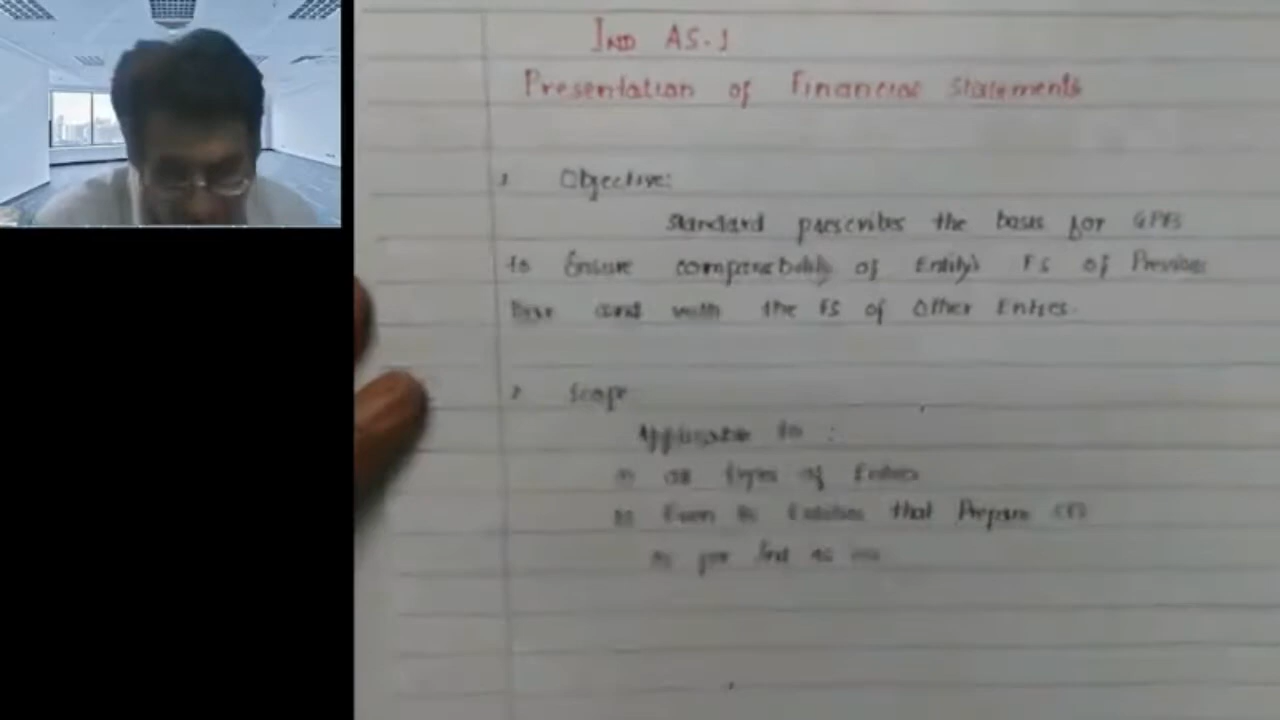 IND AS-1
Presentation of Financial Statements
Objective:
Standard prescribes the basis for GPFS
to Ensure comparability of Entity's FS of Previous
and with the FS of Other Entries.
Scope
Applicable to :
all types of Entities
Even to Entities that Prepare CFS
As per Ind AS